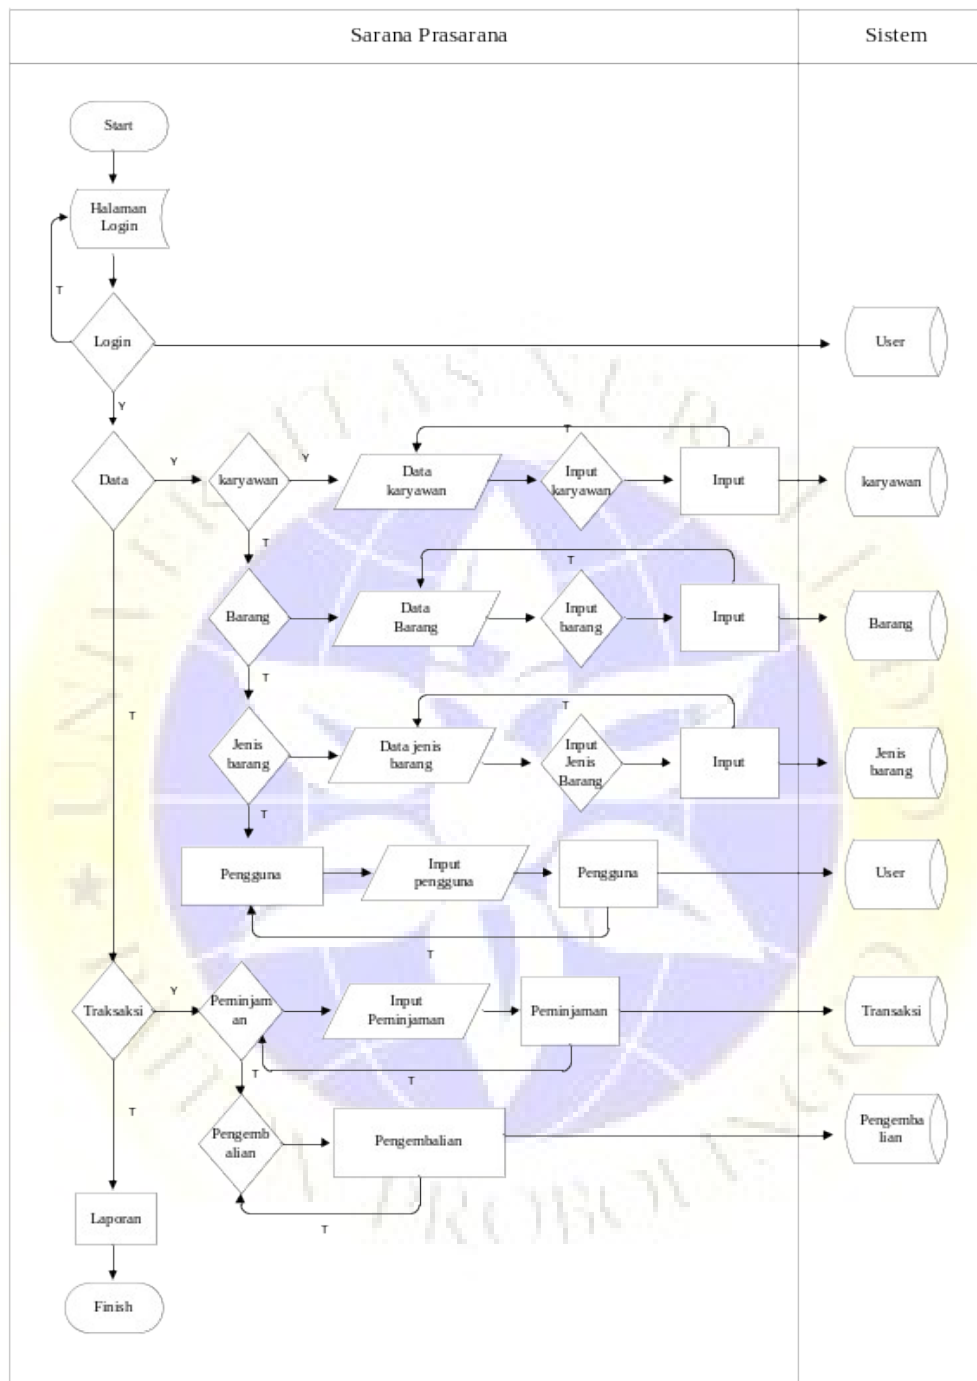 Sarana Prasarana
Sistem
Start
Halaman
Login
T
Login
User
Y
Data
Y
karyawan
Y
Data
karyawan
T
Input
karyawan
Input
karyawan
T
Barang
Data
Barang
T
Input
barang
Input
Barang
T
T
Jenis
barang
Data jenis
barang
T
Input
Jenis
Barang
Input
Jenis
barang
T
Pengguna
Input
pengguna
Pengguna
User
T
Traksaksi
Y
Peminjam
an
Input
Peminjaman
Peminjaman
Transaksi
T
T
T
Pengemb
alian
Pengembalian
Pengemba
lian
T
Laporan
Finish